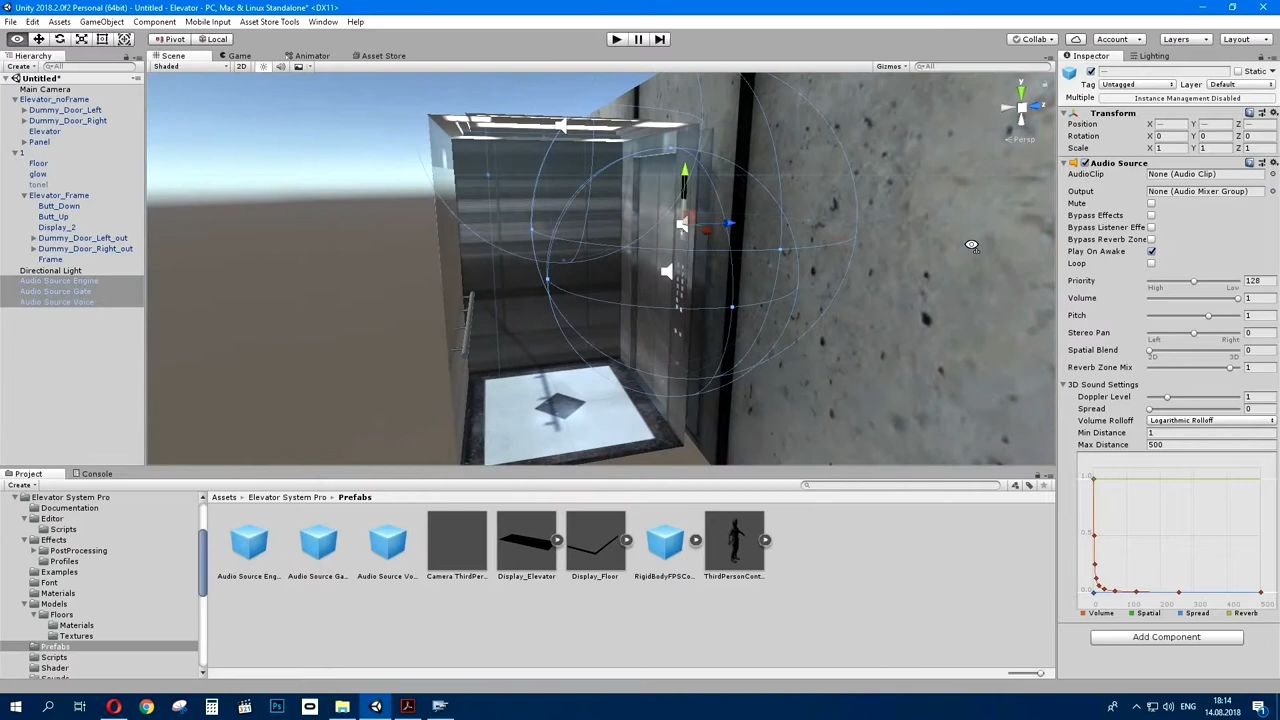 Unity 2018.2.0f2 Personal (64bit) - Untitled - Elevator - PC, Mac & Linux Standalone* <DX11>
File Edit Assets GameObject Component Mobile Input Asset Store Tools Window Help
Pivot Local Collab Account Layers Layout
Hierarchy Scene Game Animator Asset Store Inspector Lighting
Create All Shaded 2D Gizmos All
Untitled*
Main Camera
Elevator_noFrame
Dummy_Door_Left
Dummy_Door_Right
Elevator
Panel
1
Floor
glow
tonel
Elevator_Frame
Butt_Down
Butt_Up
Display_2
Dummy_Door_Left_out
Dummy_Door_Right_out
Frame
Directional Light
Audio Source Engine
Audio Source Gate
Audio Source Voice
y
z
Persp
— Static
Tag Untagged Layer Default
Multiple Instance Management Disabled
Transform
Position X — Y — Z —
Rotation X 0 Y 0 Z 0
Scale X 1 Y 1 Z 1
Audio Source
AudioClip None (Audio Clip)
Output None (Audio Mixer Group)
Mute
Bypass Effects
Bypass Listener Effe
Bypass Reverb Zone
Play On Awake
Loop
Priority 128
High Low
Volume 1
Pitch 1
Stereo Pan 0
Left Right
Spatial Blend 0
2D 3D
Reverb Zone Mix 1
3D Sound Settings
Doppler Level 1
Spread 0
Volume Rolloff Logarithmic Rolloff
Min Distance 1
Max Distance 500
1.0
0.5
0.0
0 100 200 300 400 500
Volume Spatial Spread Reverb
Add Component
Project Console
Create
Elevator System Pro
Documentation
Editor
Scripts
Effects
PostProcessing
Profiles
Examples
Font
Materials
Models
Floors
Materials
Textures
Prefabs
Scripts
Shader
Sounds
Assets Elevator System Pro Prefabs
Audio Source Eng... Audio Source Ga... Audio Source Vo... Camera ThirdPer... Display_Elevator Display_Floor RigidBodyFPSCo... ThirdPersonCont...
Ps
ENG 18:14
14.08.2018
1